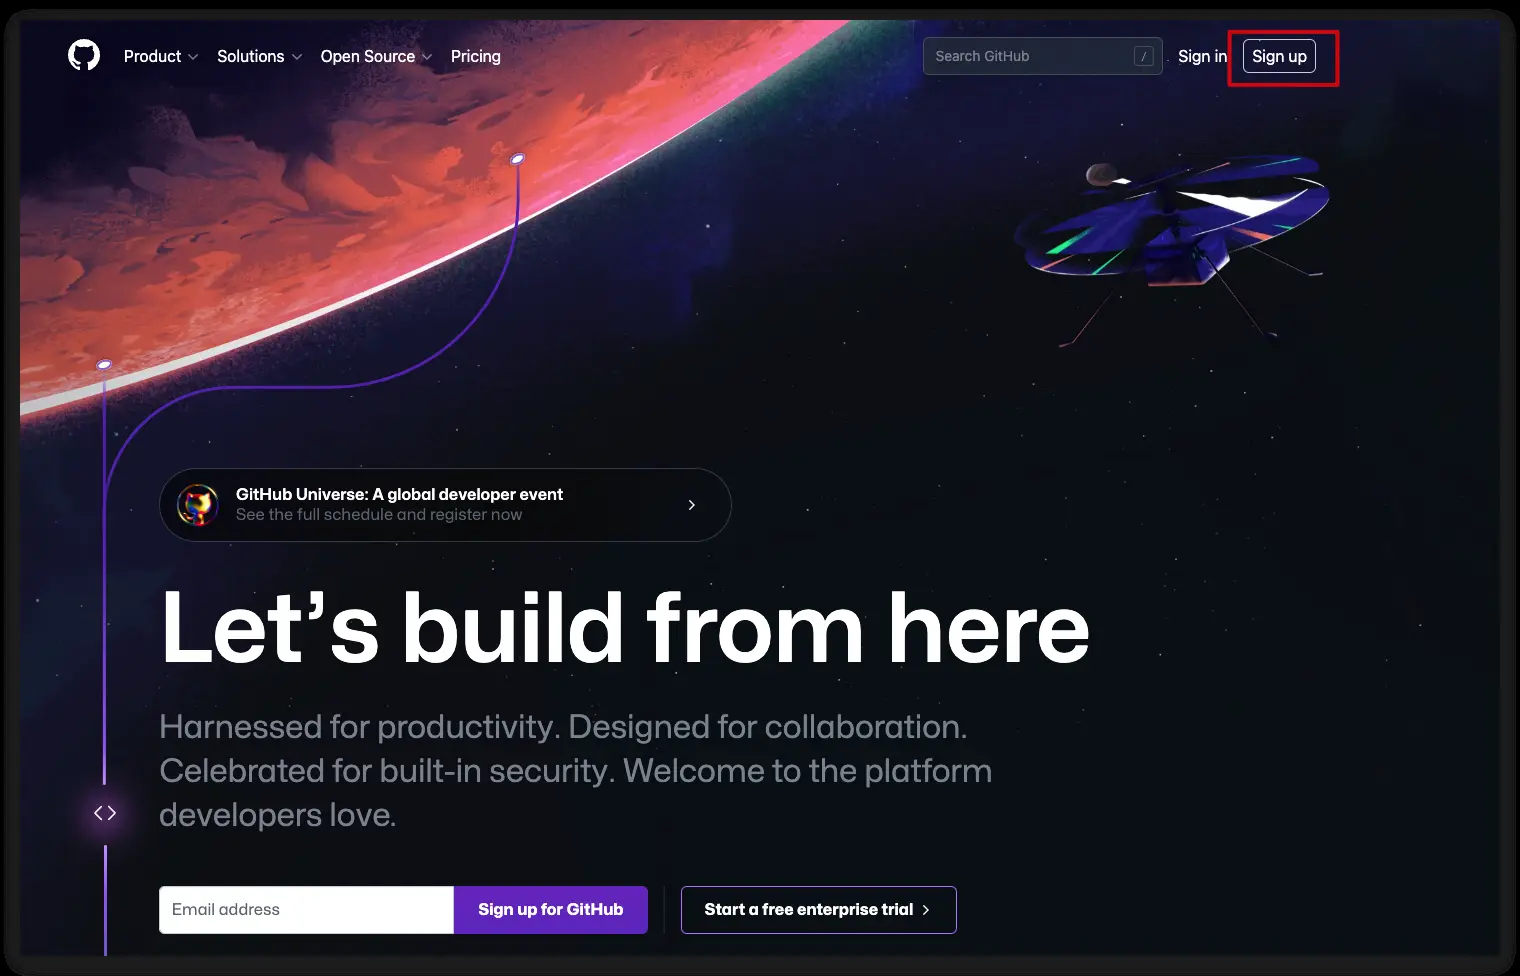 Product
Solutions
Open Source
Pricing
Search GitHub
/
Sign in
Sign up
GitHub Universe: A global developer event
See the full schedule and register now
Let’s build from here
Harnessed for productivity. Designed for collaboration.
Celebrated for built-in security. Welcome to the platform
developers love.
Email address
Sign up for GitHub
Start a free enterprise trial